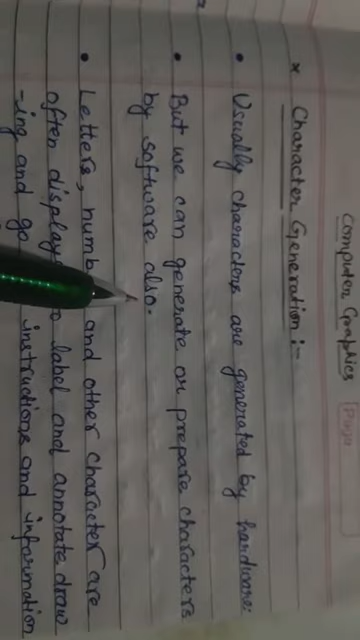 Computer Graphics
* Character Generation :-
• Usually characters are generated by hardware.
• But we can generate or prepare characters
by software also.
• Letters, numb and other character are
often display to label and annotate draw
-ing and go instructions and information